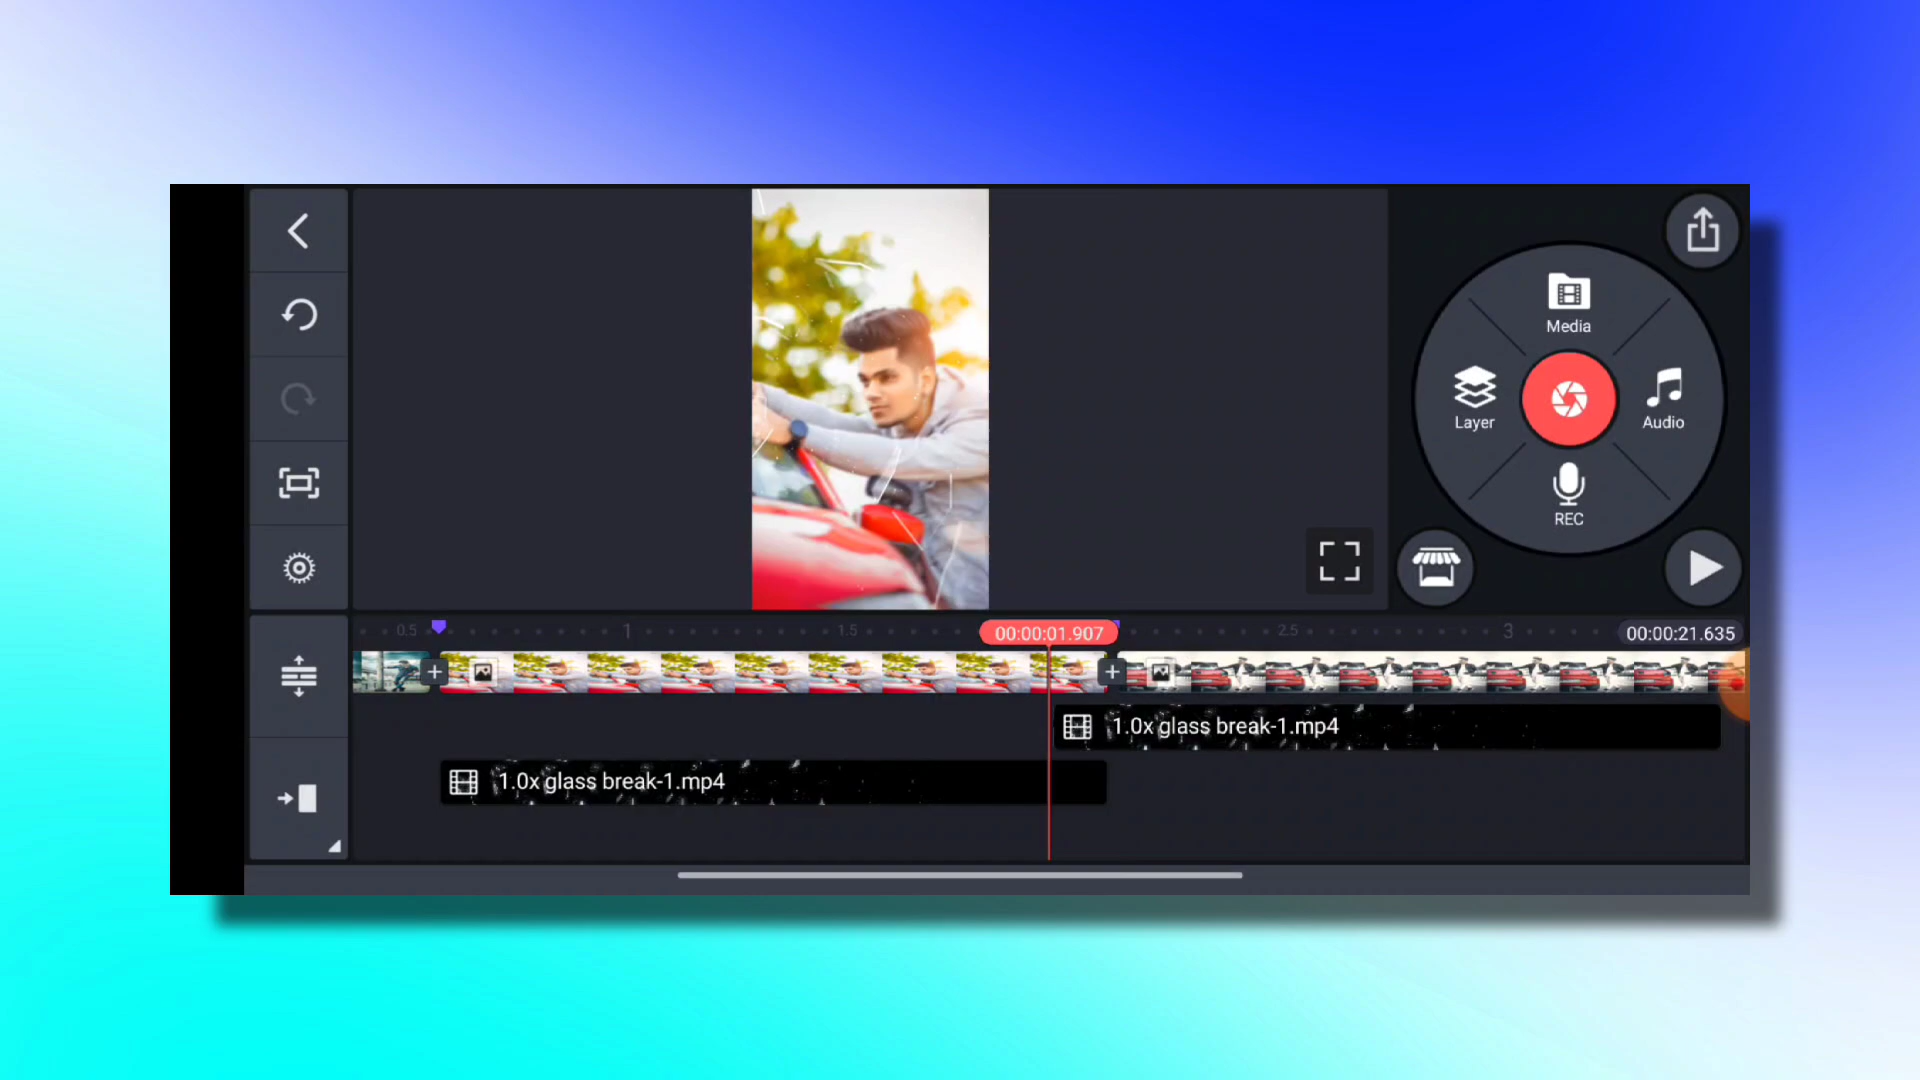 Media
Layer
Audio
REC
0.5
1
1.5
00:00:01.907
2.5
3
00:00:21.635
1.0x glass break-1.mp4
1.0x glass break-1.mp4